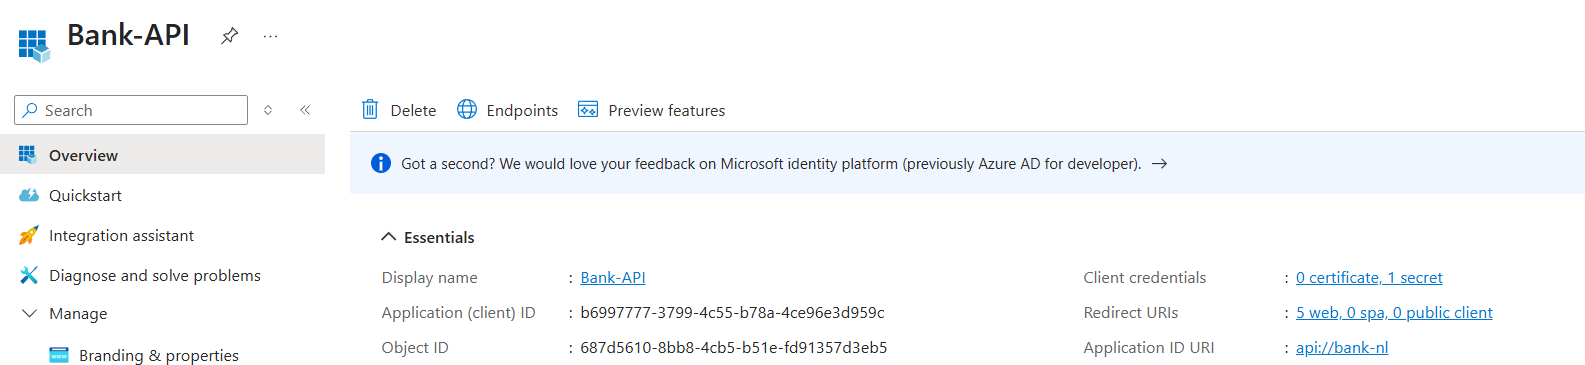 Bank-API
Search
Delete
Endpoints
Preview features
Overview
Got a second? We would love your feedback on Microsoft identity platform (previously Azure AD for developer). →
Quickstart
Integration assistant
Diagnose and solve problems
Manage
Branding & properties
Essentials
Display name : Bank-API
Application (client) ID : b6997777-3799-4c55-b78a-4ce96e3d959c
Object ID : 687d5610-8bb8-4cb5-b51e-fd91357d3eb5
Client credentials : 0 certificate, 1 secret
Redirect URIs : 5 web, 0 spa, 0 public client
Application ID URI : api://bank-nl